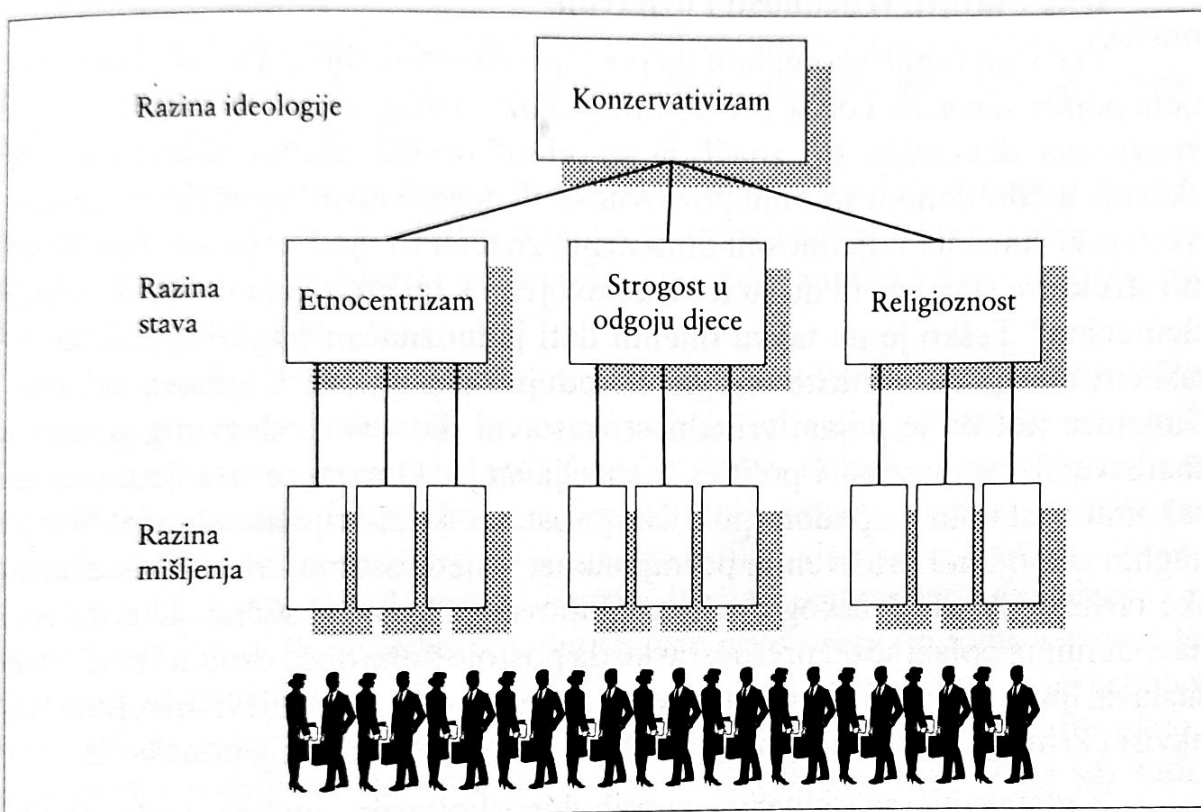 Razina ideologije
Konzervativizam
Razina
stava
Etnocentrizam
Strogost u
odgoju djece
Religioznost
Razina
mišljenja